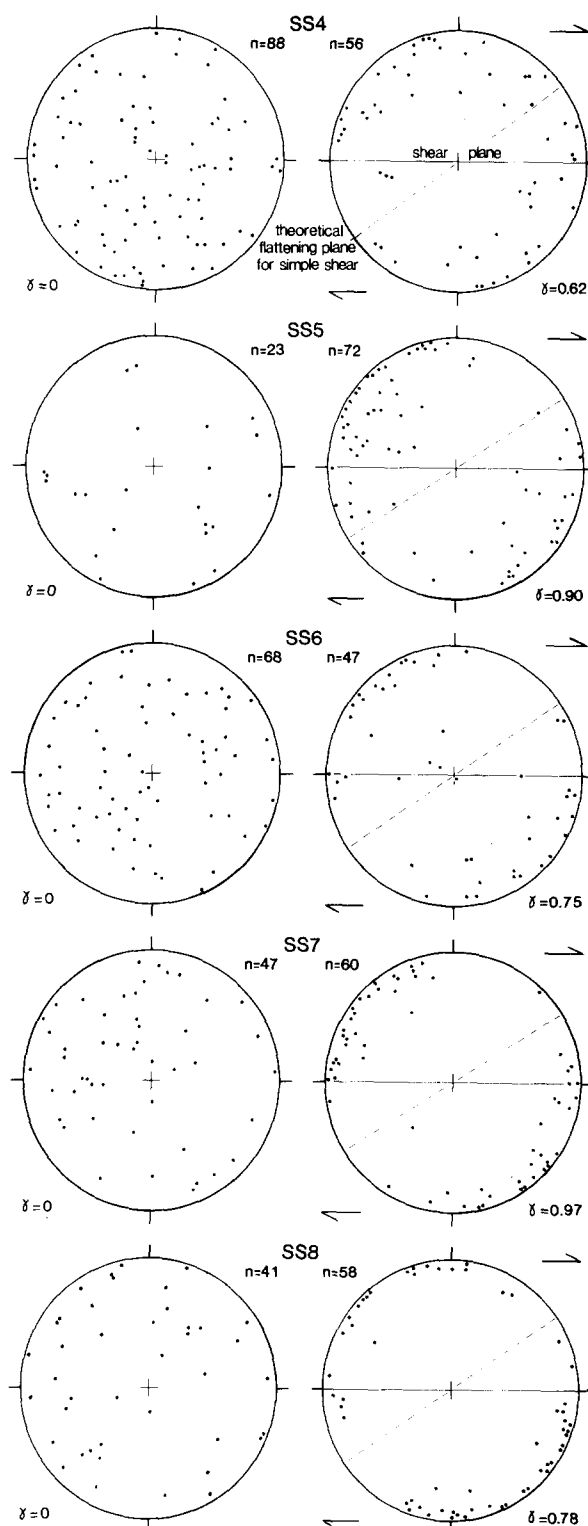 SS4
n=88 n=56
shear plane
theoretical
flattening plane
for simple shear
ɣ=0 ɣ=0.62
SS5
n=23 n=72
ɣ=0 ɣ=0.90
SS6
n=68 n=47
ɣ=0 ɣ=0.75
SS7
n=47 n=60
ɣ=0 ɣ=0.97
SS8
n=41 n=58
ɣ=0 ɣ=0.78